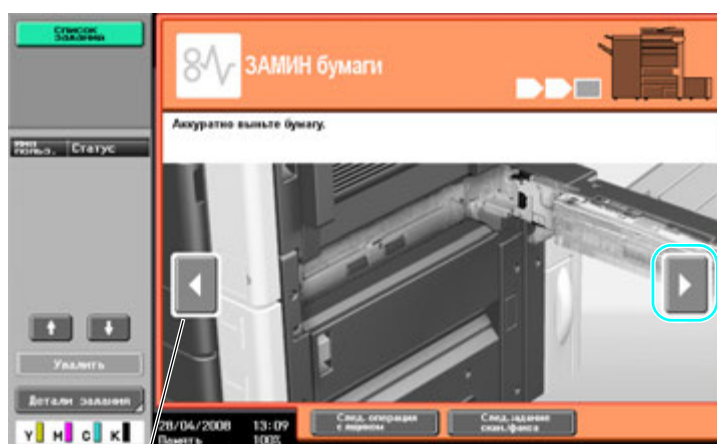 Список
задания
ЗАМИН бумаги
Аккуратно выньте бумагу.
Имя
польз.
Статус
Удалить
Детали задания
28/04/2008 13:09
Память 100%
След. операция
с ящиком
След. задание
скан./факса
Y M C K